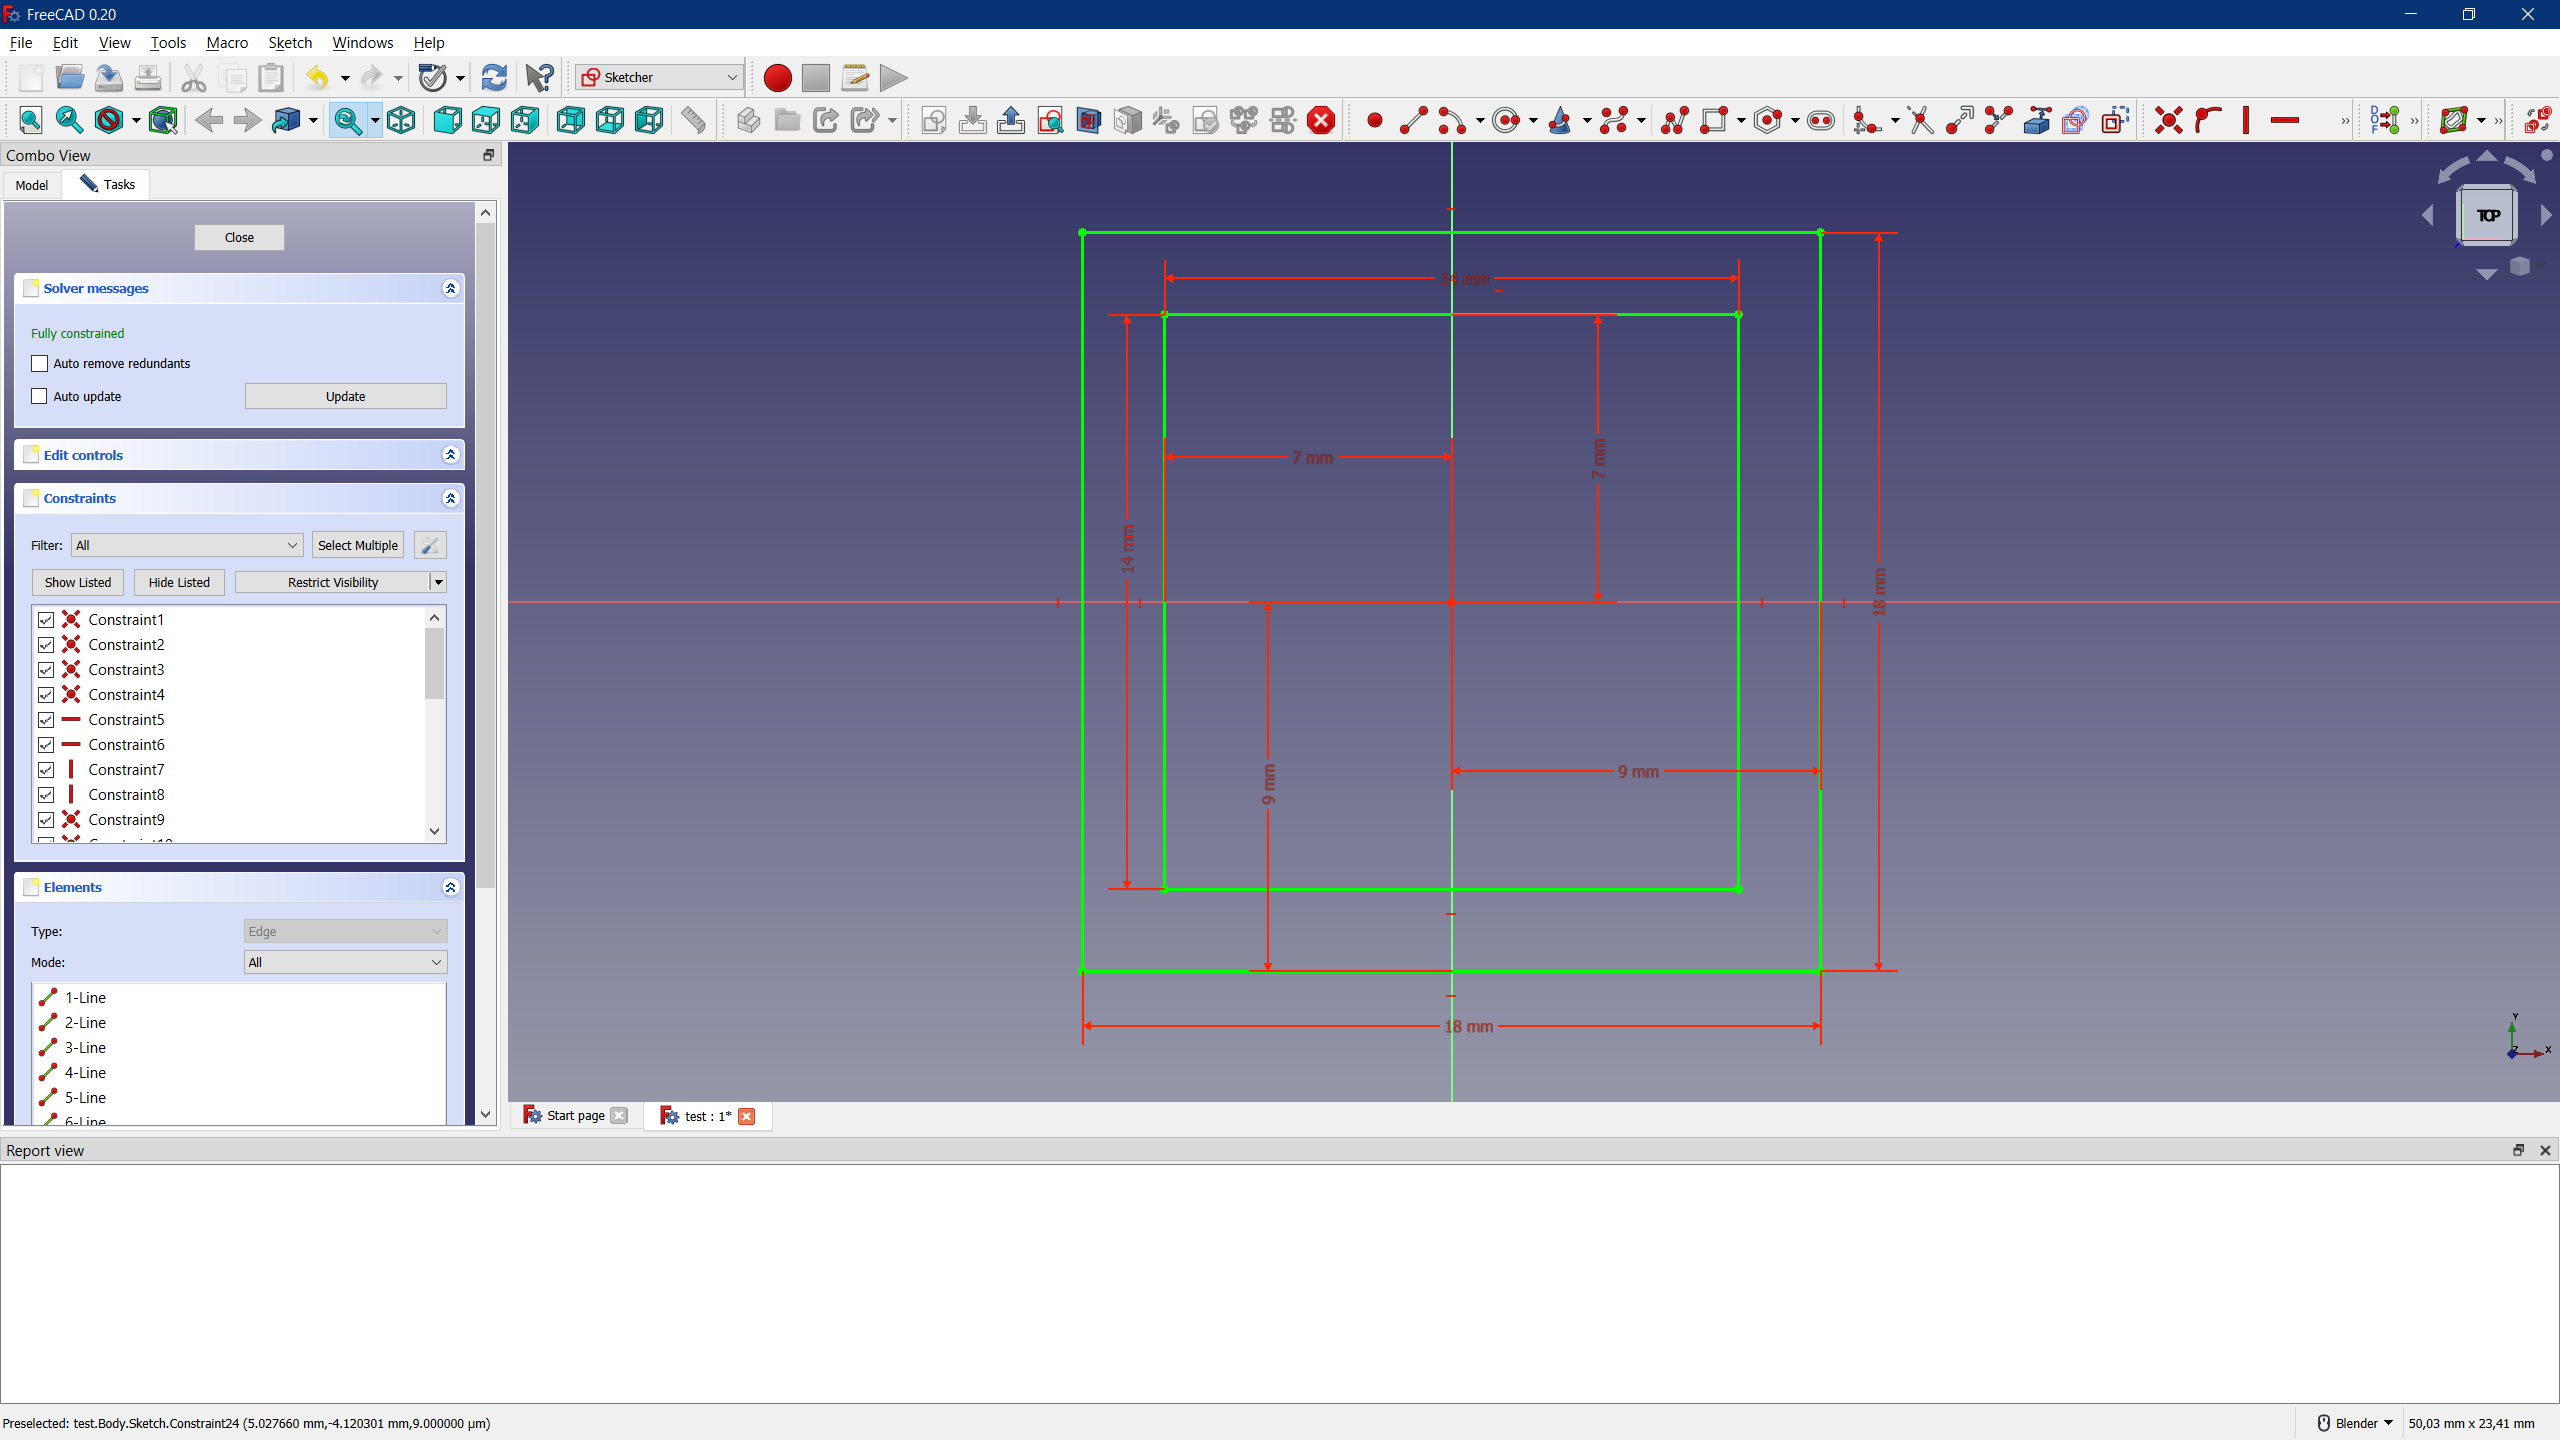 FreeCAD 0.20
File Edit View Tools Macro Sketch Windows Help
Sketcher
Combo View
Model Tasks
Close
Solver messages
Fully constrained
Auto remove redundants
Auto update Update
Edit controls
Constraints
Filter: All Select Multiple
Show Listed Hide Listed Restrict Visibility
Constraint1
Constraint2
Constraint3
Constraint4
Constraint5
Constraint6
Constraint7
Constraint8
Constraint9
Constraint10
Elements
Type: Edge
Mode: All
1-Line
2-Line
3-Line
4-Line
5-Line
6-Line
DOF
TOP
14 mm
7 mm
7 mm
14 mm
18 mm
9 mm
9 mm
18 mm
Y
Z
X
Start page test : 1*
Report view
Preselected: test.Body.Sketch.Constraint24 (5.027660 mm,-4.120301 mm,9.000000 µm)
Blender 50,03 mm x 23,41 mm